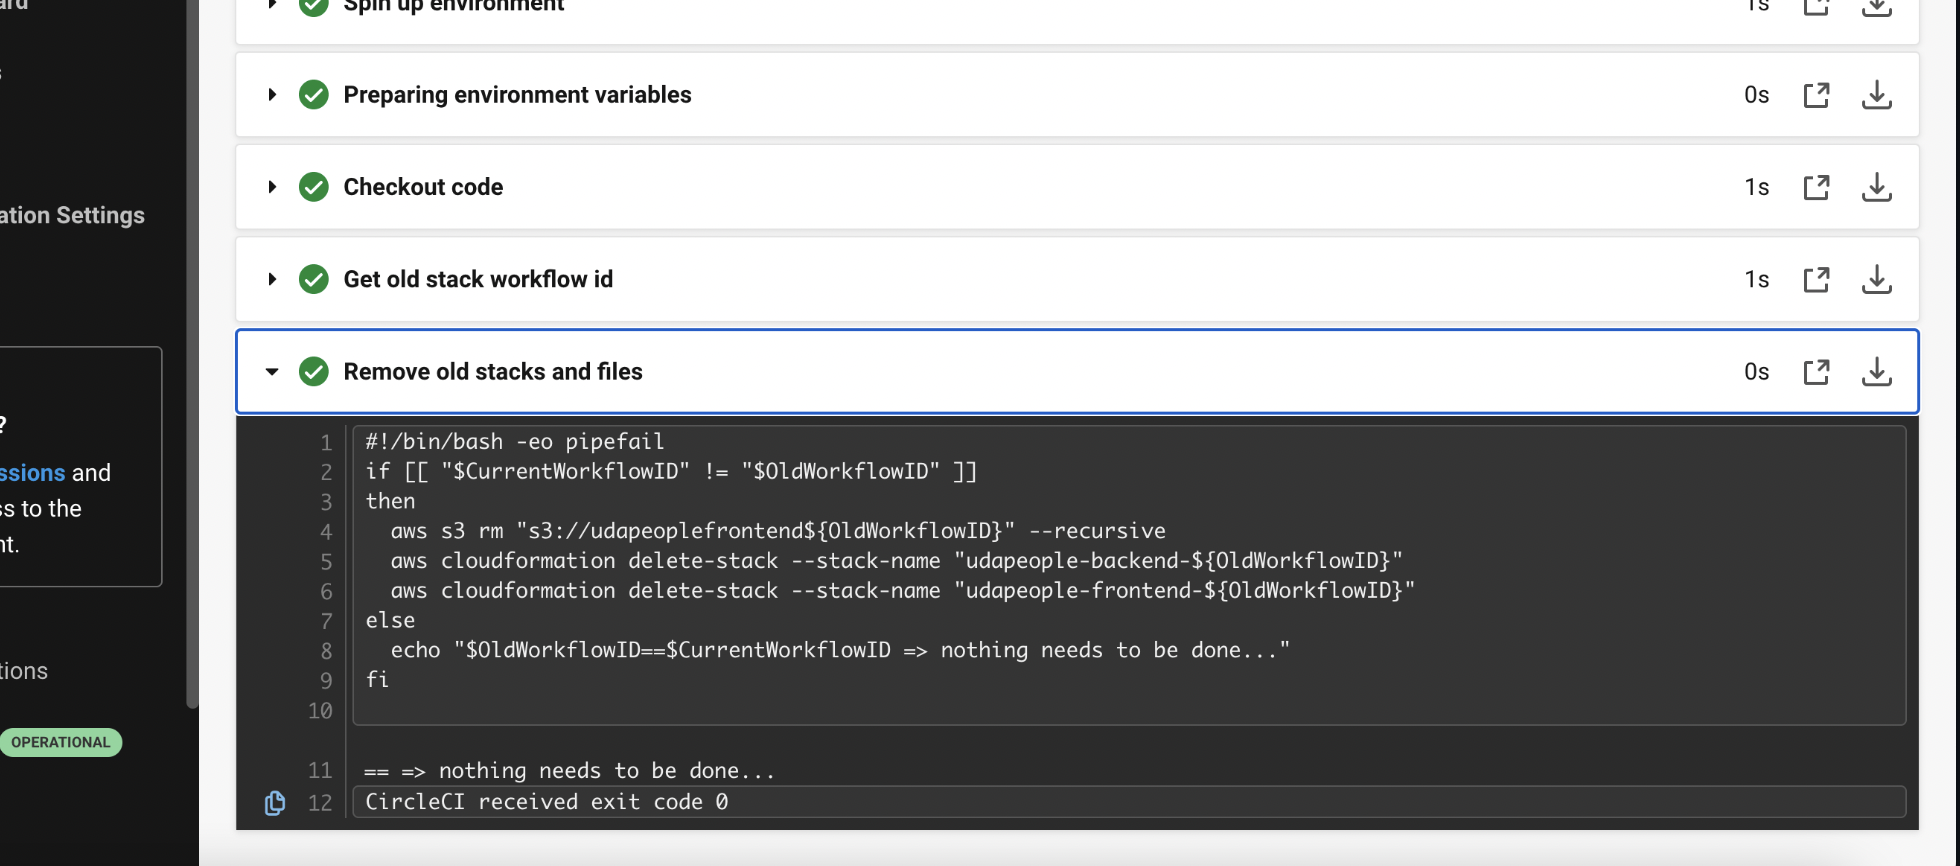 Spin up environment
1s
Preparing environment variables
0s
Checkout code
1s
ation Settings
Get old stack workflow id
1s
Remove old stacks and files
0s
?
ssions and
ss to the
nt.
tions
OPERATIONAL
1 #!/bin/bash -eo pipefail
2 if [[ "$CurrentWorkflowID" != "$OldWorkflowID" ]]
3 then
4 aws s3 rm "s3://udapeoplefrontend${OldWorkflowID}" --recursive
5 aws cloudformation delete-stack --stack-name "udapeople-backend-${OldWorkflowID}"
6 aws cloudformation delete-stack --stack-name "udapeople-frontend-${OldWorkflowID}"
7 else
8 echo "$OldWorkflowID==$CurrentWorkflowID => nothing needs to be done..."
9 fi
10
11 == => nothing needs to be done...
12 CircleCI received exit code 0